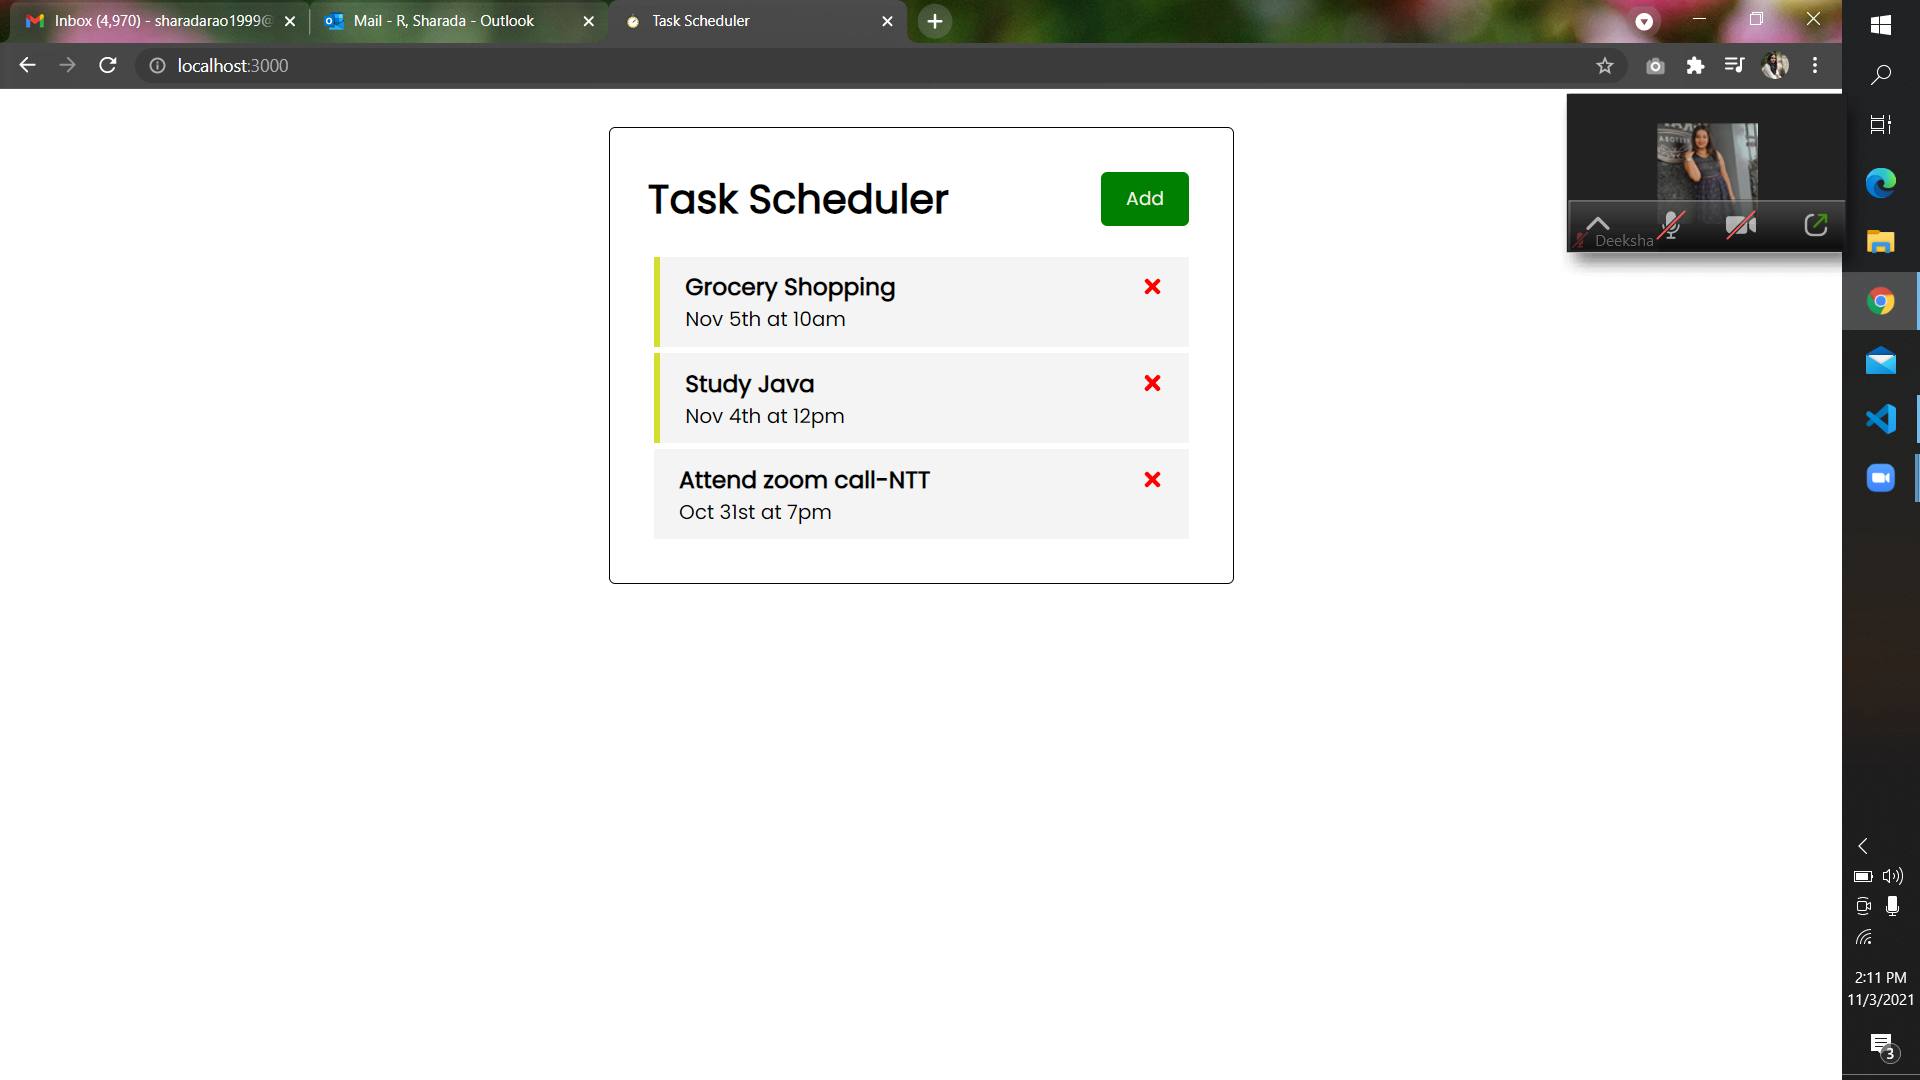 Inbox (4,970) - sharadarao1999@
Mail - R, Sharada - Outlook
Task Scheduler
localhost:3000
Task Scheduler
Add
Grocery Shopping
Nov 5th at 10am
Study Java
Nov 4th at 12pm
Attend zoom call-NTT
Oct 31st at 7pm
Deeksha
2:11 PM
11/3/2021
3